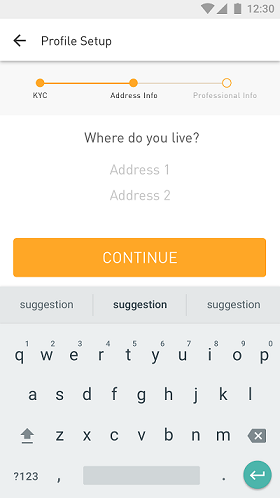 12:30
Profile Setup
KYC Address Info Professional Info
Where do you live?
Address 1
Address 2
CONTINUE
suggestion suggestion suggestion
1 2 3 4 5 6 7 8 9 0
q w e r t y u i o p
a s d f g h j k l
z x c v b n m
?123 , .